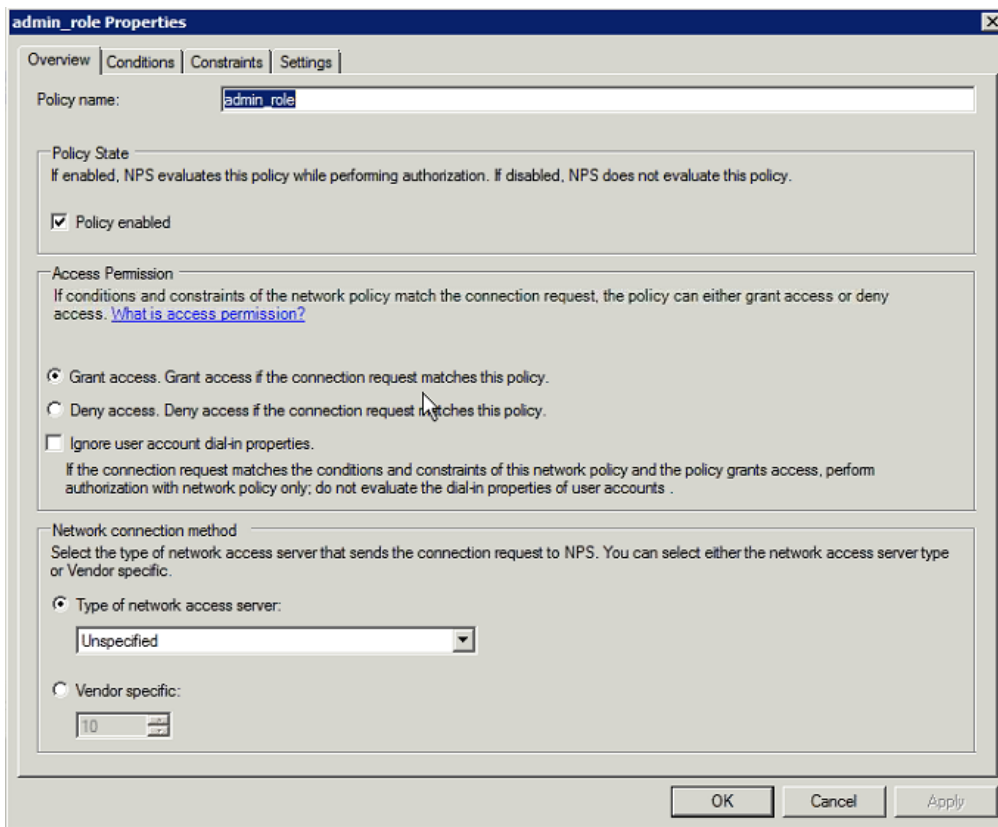 admin_role Properties
Overview Conditions Constraints Settings
Policy name: admin_role
Policy State
If enabled, NPS evaluates this policy while performing authorization. If disabled, NPS does not evaluate this policy.
Policy enabled
Access Permission
If conditions and constraints of the network policy match the connection request, the policy can either grant access or deny
access. What is access permission?
Grant access. Grant access if the connection request matches this policy.
Deny access. Deny access if the connection request matches this policy.
Ignore user account dial-in properties.
If the connection request matches the conditions and constraints of this network policy and the policy grants access, perform
authorization with network policy only; do not evaluate the dial-in properties of user accounts .
Network connection method
Select the type of network access server that sends the connection request to NPS. You can select either the network access server type
or Vendor specific.
Type of network access server:
Unspecified
Vendor specific:
10
OK Cancel Apply